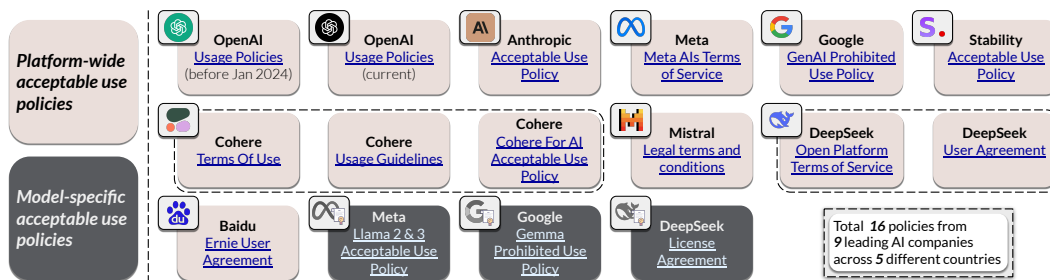 Platform-wide
acceptable use
policies
OpenAI
Usage Policies
(before Jan 2024)
OpenAI
Usage Policies
(current)
Anthropic
Acceptable Use
Policy
Meta
Meta AIs Terms
of Service
Google
GenAI Prohibited
Use Policy
Stability
Acceptable Use
Policy
Cohere
Terms Of Use
Cohere
Usage Guidelines
Cohere
Cohere For AI
Acceptable Use
Policy
Mistral
Legal terms and
conditions
DeepSeek
Open Platform
Terms of Service
DeepSeek
User Agreement
Model-specific
acceptable use
policies
Baidu
Ernie User
Agreement
Meta
Llama 2 & 3
Acceptable Use
Policy
Google
Gemma
Prohibited Use
Policy
DeepSeek
License
Agreement
Total 16 policies from
9 leading AI companies
across 5 different countries